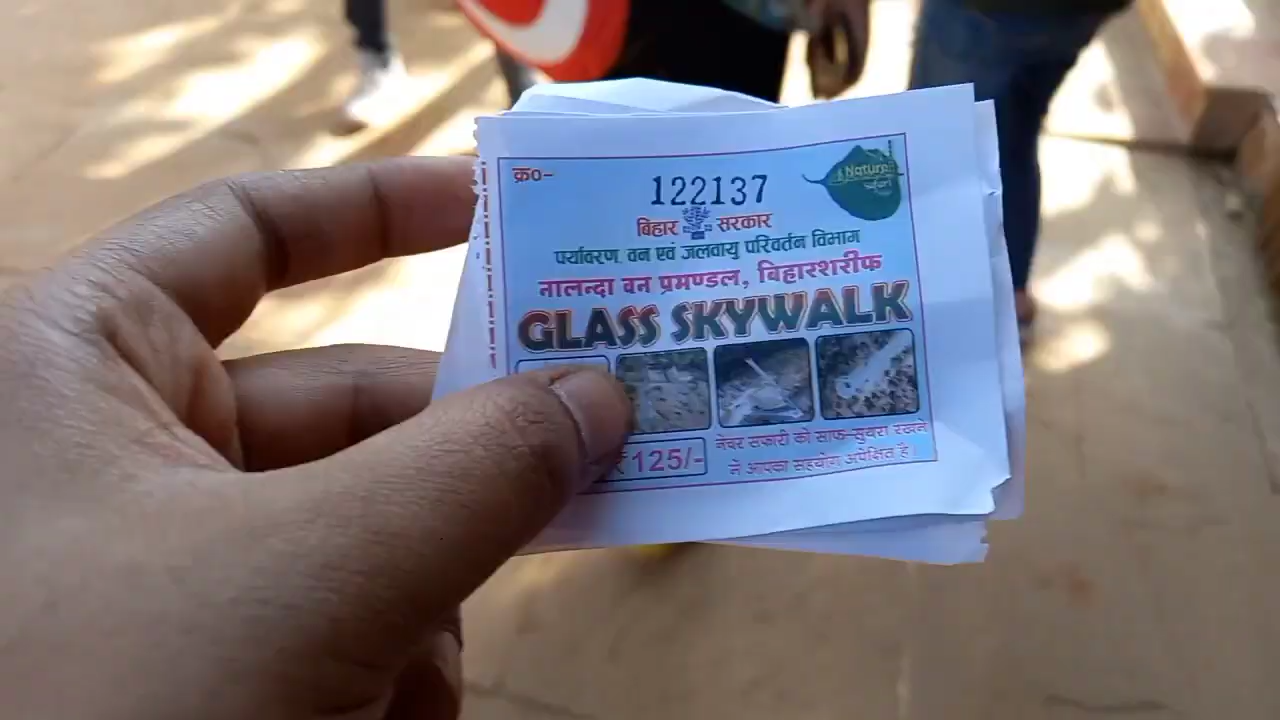 क्र०-
122137
Nature
Safari
बिहार सरकार
पर्यावरण, वन एवं जलवायु परिवर्तन विभाग
नालन्दा वन प्रमण्डल, बिहारशरीफ
GLASS SKYWALK
₹125/-
नेचर सफारी को साफ-सुथरा रखने
में आपका सहयोग अपेक्षित है।